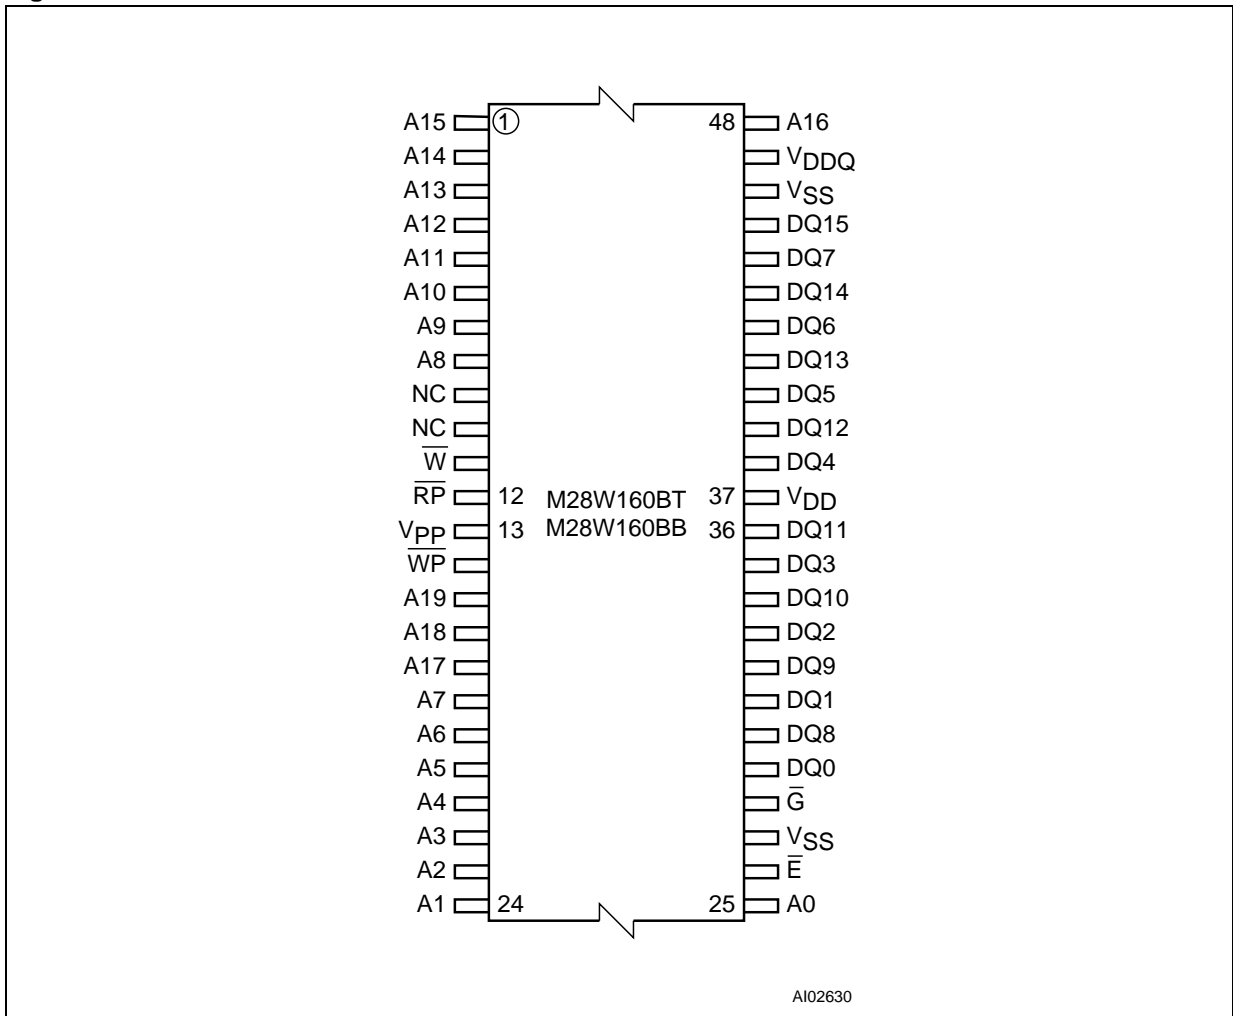 A15 1 48 A16
A14 VDDQ
A13 VSS
A12 DQ15
A11 DQ7
A10 DQ14
A9 DQ6
A8 DQ13
NC DQ5
NC DQ12
W̅ DQ4
R̅P̅ 12 M28W160BT 37 VDD
VPP 13 M28W160BB 36 DQ11
W̅P̅ DQ3
A19 DQ10
A18 DQ2
A17 DQ9
A7 DQ1
A6 DQ8
A5 DQ0
A4 G̅
A3 VSS
A2 E̅
A1 24 25 A0
AI02630